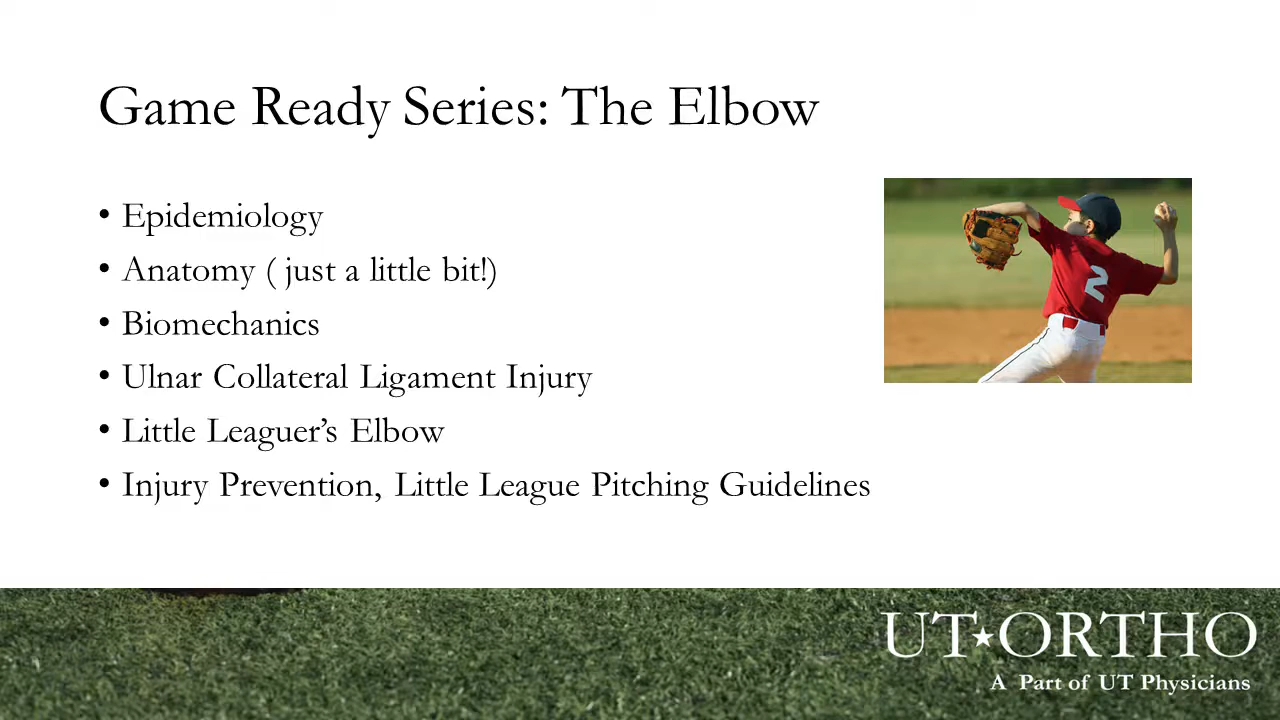 Game Ready Series: The Elbow
• Epidemiology
• Anatomy ( just a little bit!)
• Biomechanics
• Ulnar Collateral Ligament Injury
• Little Leaguer’s Elbow
• Injury Prevention, Little League Pitching Guidelines
2
UT★ORTHO
A Part of UT Physicians